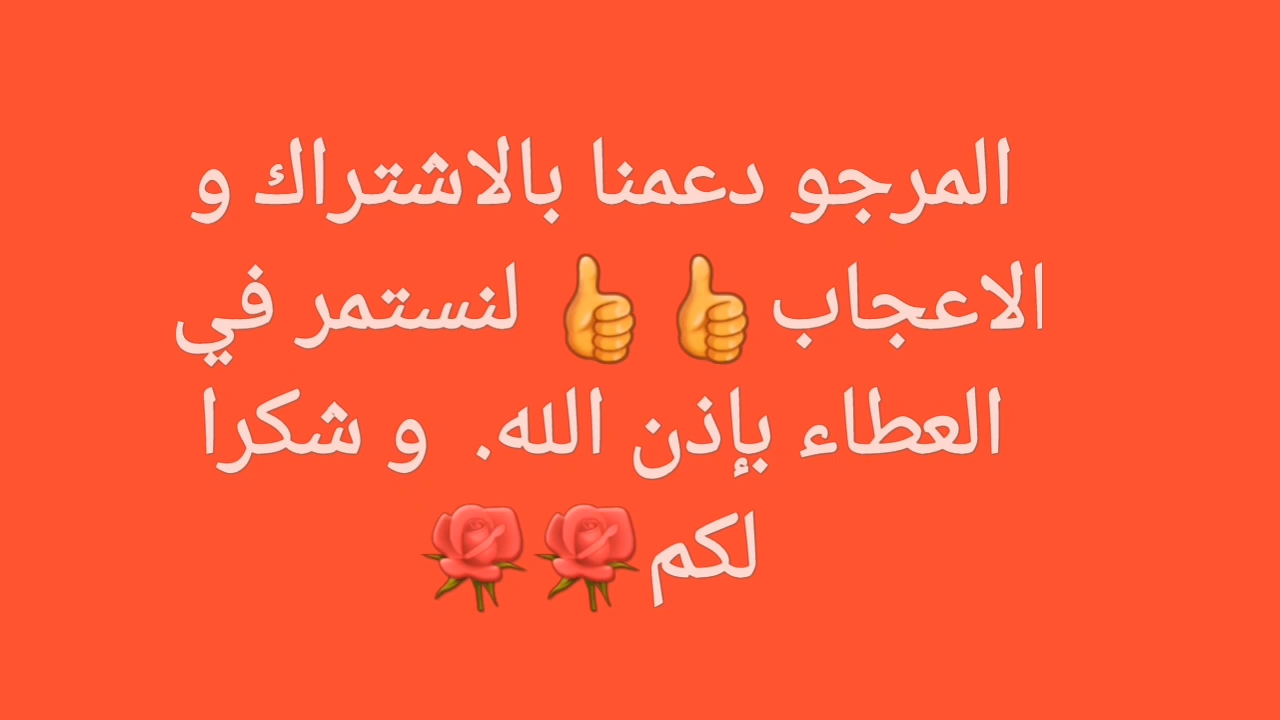 المرجو دعمنا بالاشتراك و
الاعجاب👍👍 لنستمر في
العطاء بإذن الله. و شكرا
لكم🌹🌹